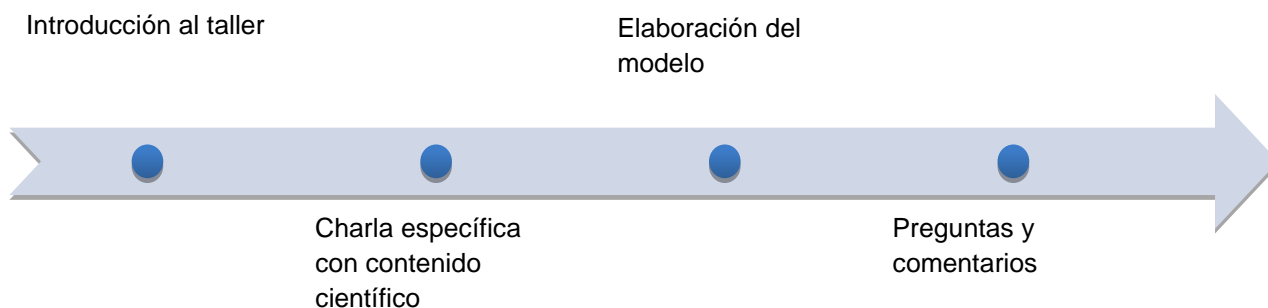 Introducción al taller
Charla específica
con contenido
científico
Elaboración del
modelo
Preguntas y
comentarios